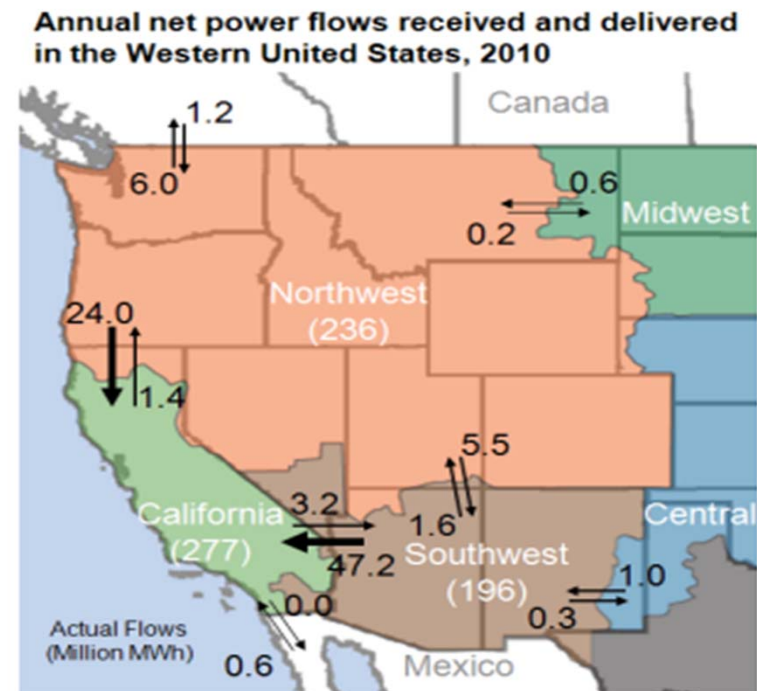 Annual net power flows received and delivered
in the Western United States, 2010
Canada
1.2
6.0
0.6
Midwest
0.2
Northwest
(236)
24.0
1.4
5.5
3.2
1.6
California
(277)
Central
47.2
Southwest
(196)
1.0
0.0
0.3
Actual Flows
(Million MWh)
0.6
Mexico